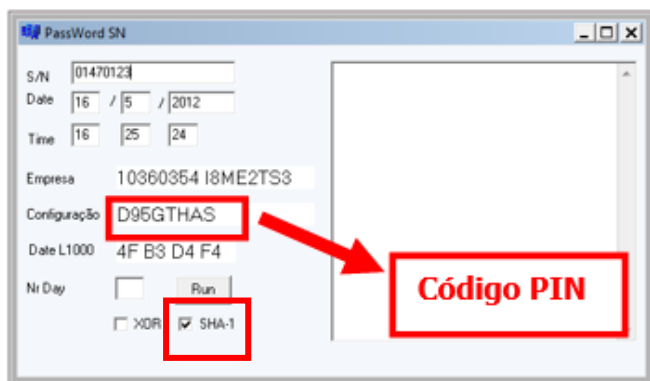 PassWord SN
S/N 01470123
Date 16 / 5 / 2012
Time 16 25 24
Empresa 10360354 I8ME2TS3
Configuração D95GTHAS
Date L1000 4F B3 D4 F4
Nr Day Run
XOR SHA-1
Código PIN